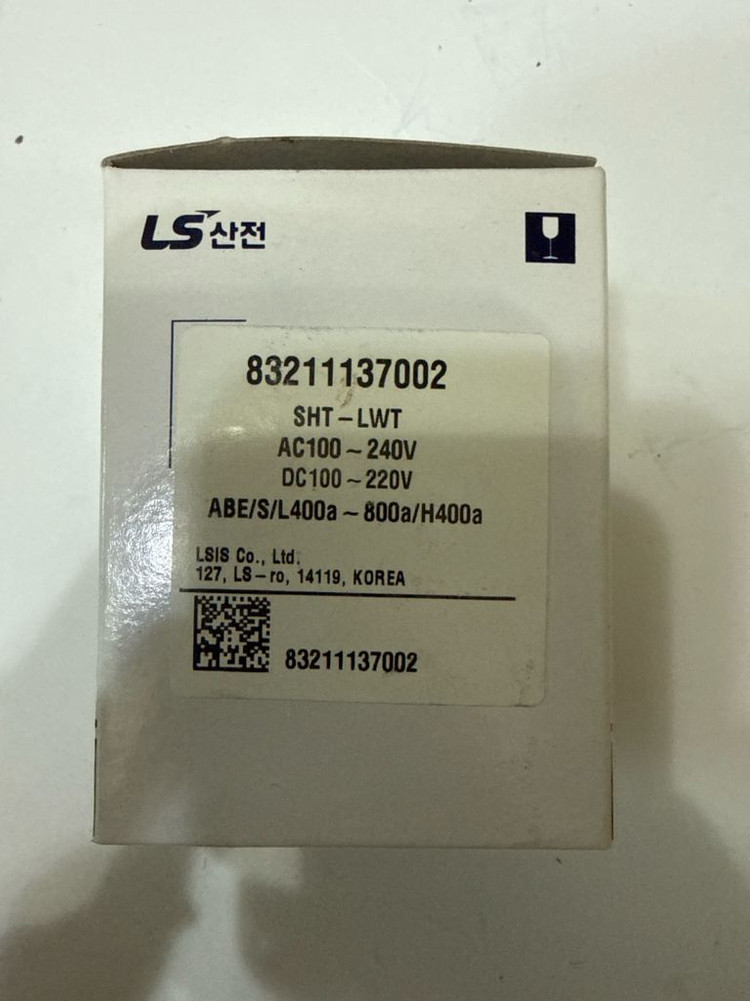 LS산전
83211137002
SHT-LWT
AC100~240V
DC100~220V
ABE/S/L400a~800a/H400a
LSIS Co., Ltd.
127, LS-ro, 14119, KOREA
83211137002